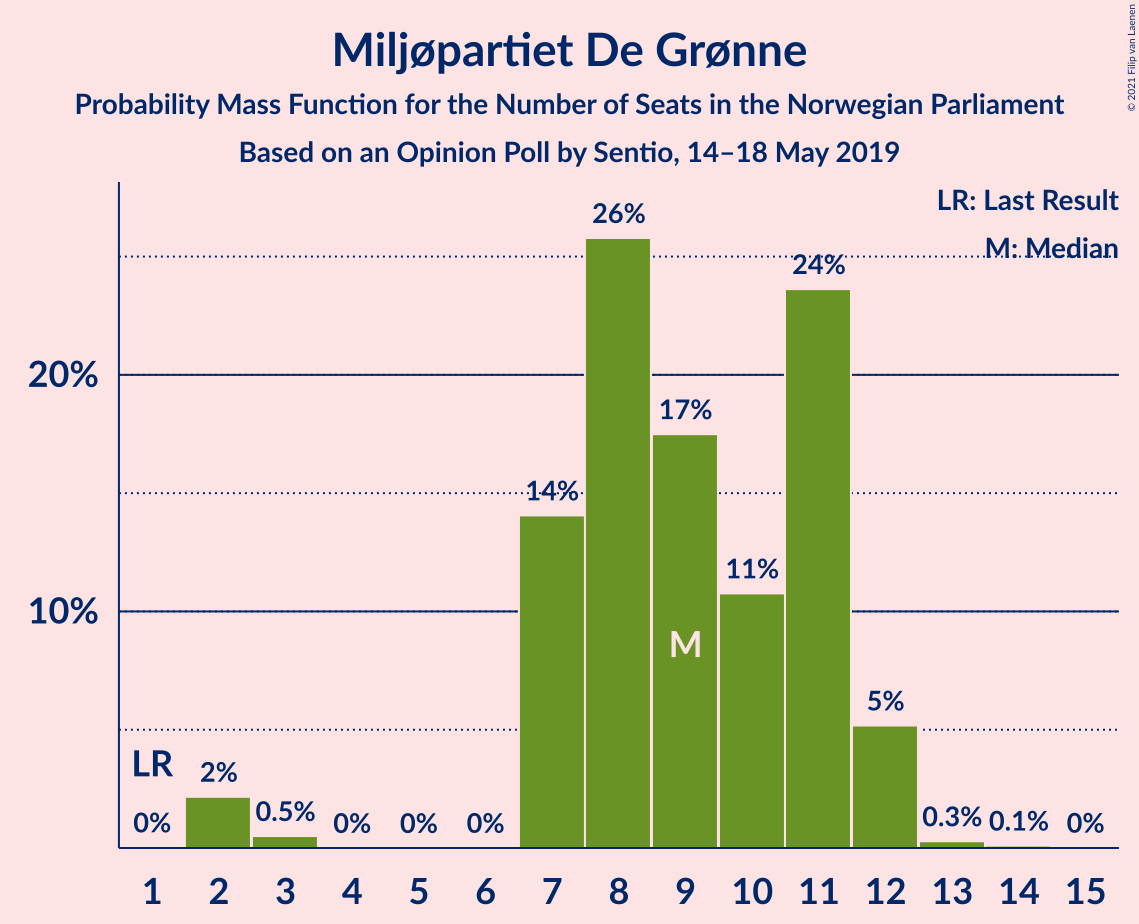 Miljøpartiet De Grønne
Probability Mass Function for the Number of Seats in the Norwegian Parliament
Based on an Opinion Poll by Sentio, 14–18 May 2019
© 2021 Filip van Laenen
LR: Last Result
M: Median
26%
24%
20%
17%
14%
11%
10%
M
5%
LR
2%
0%
0.5%
0%
0%
0%
0.3%
0.1%
0%
1 2 3 4 5 6 7 8 9 10 11 12 13 14 15